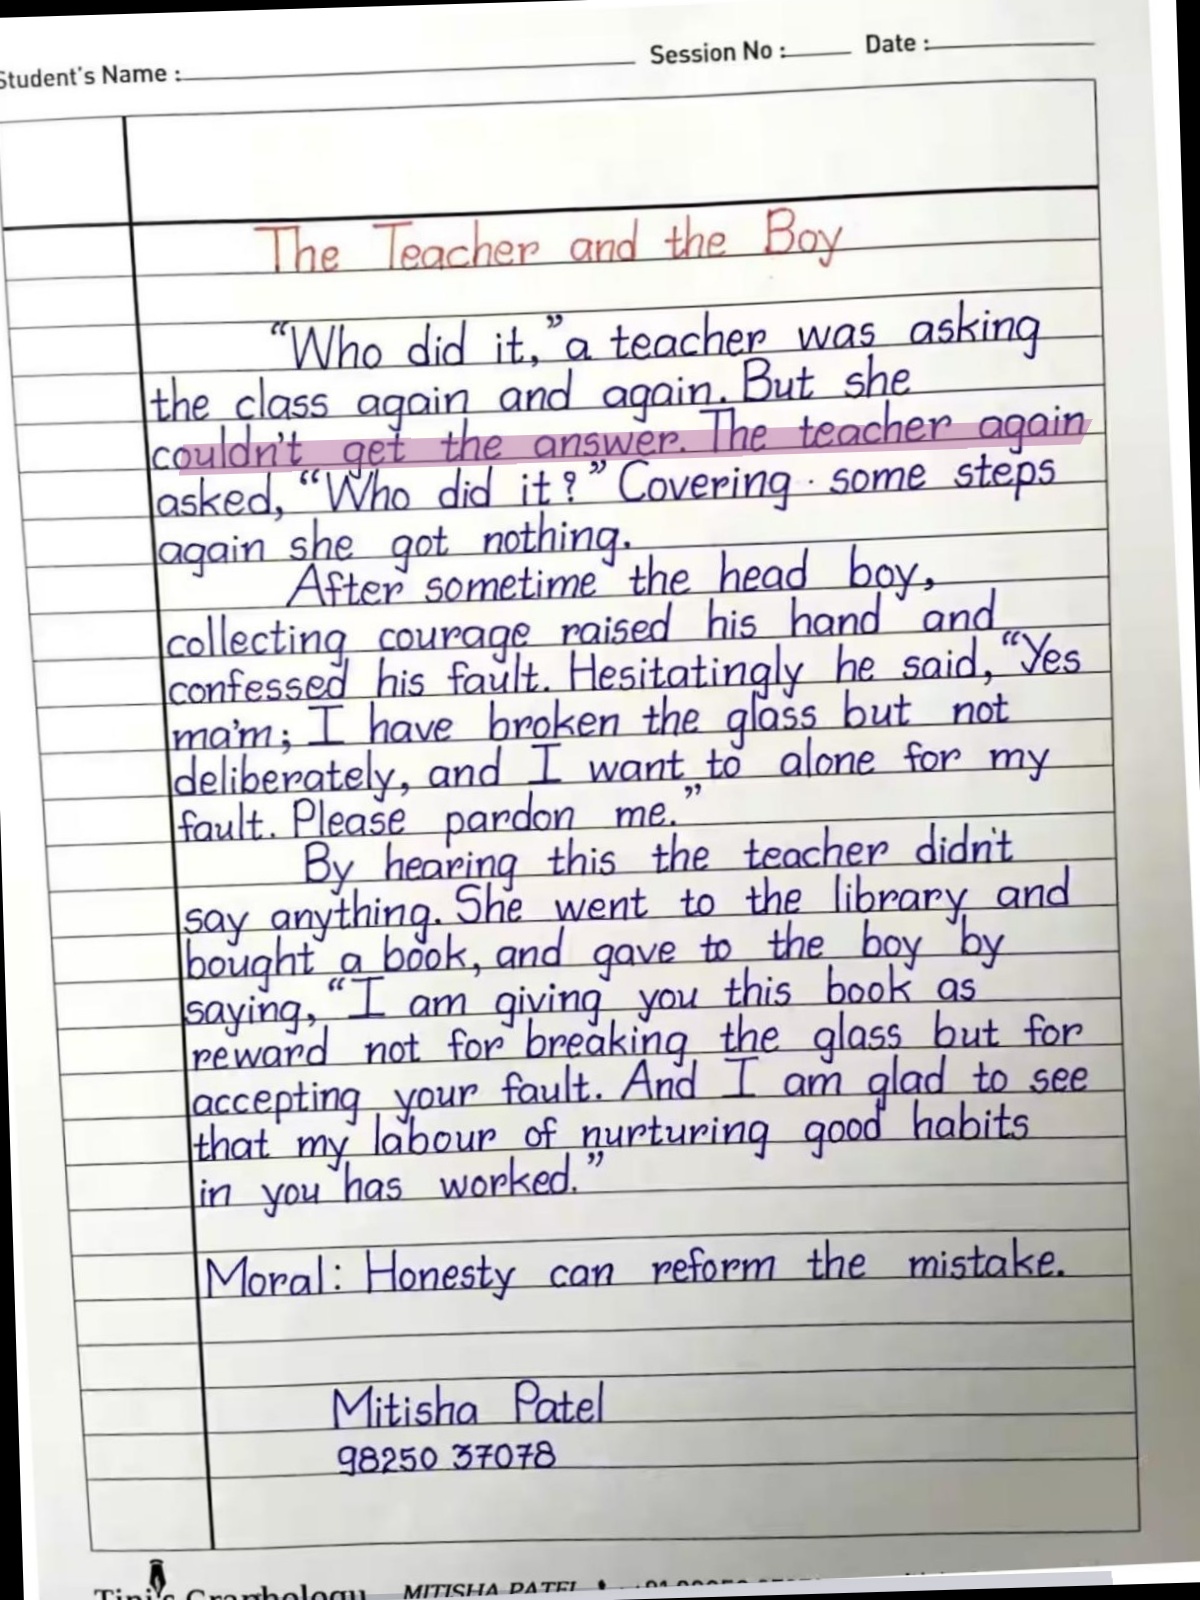 Student's Name :
Session No :
Date :
The Teacher and the Boy
“Who did it,” a teacher was asking
the class again and again. But she
couldn't get the answer. The teacher again
asked, “Who did it?” Covering some steps
again she got nothing.
After sometime the head boy,
collecting courage raised his hand and
confessed his fault. Hesitatingly he said, “Yes
ma'm; I have broken the glass but not
deliberately, and I want to alone for my
fault. Please pardon me.”
By hearing this the teacher didn't
say anything. She went to the library and
bought a book, and gave to the boy by
saying, “I am giving you this book as
reward not for breaking the glass but for
accepting your fault. And I am glad to see
that my labour of nurturing good habits
in you has worked.”
Moral: Honesty can reform the mistake.
Mitisha Patel
98250 37078
MITISHA PATEL